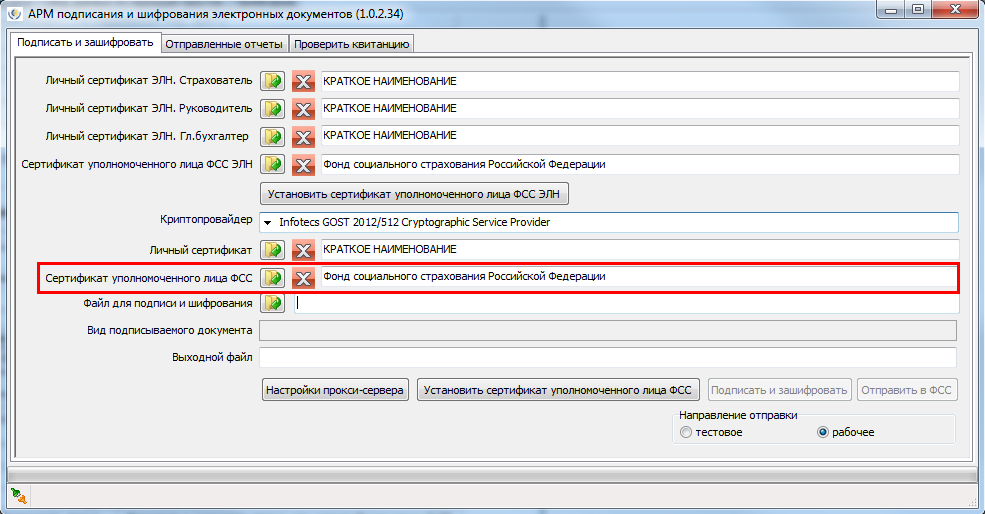 АРМ подписания и шифрования электронных документов (1.0.2.34)
Подписать и зашифровать Отправленные отчеты Проверить квитанцию
Личный сертификат ЭЛН. Страхователь КРАТКОЕ НАИМЕНОВАНИЕ
Личный сертификат ЭЛН. Руководитель КРАТКОЕ НАИМЕНОВАНИЕ
Личный сертификат ЭЛН. Гл.бухгалтер КРАТКОЕ НАИМЕНОВАНИЕ
Сертификат уполномоченного лица ФСС ЭЛН Фонд социального страхования Российской Федерации
Установить сертификат уполномоченного лица ФСС ЭЛН
Криптопровайдер Infotecs GOST 2012/512 Cryptographic Service Provider
Личный сертификат КРАТКОЕ НАИМЕНОВАНИЕ
Сертификат уполномоченного лица ФСС Фонд социального страхования Российской Федерации
Файл для подписи и шифрования
Вид подписываемого документа
Выходной файл
Настройки прокси-сервера Установить сертификат уполномоченного лица ФСС Подписать и зашифровать Отправить в ФСС
Направление отправки
тестовое рабочее